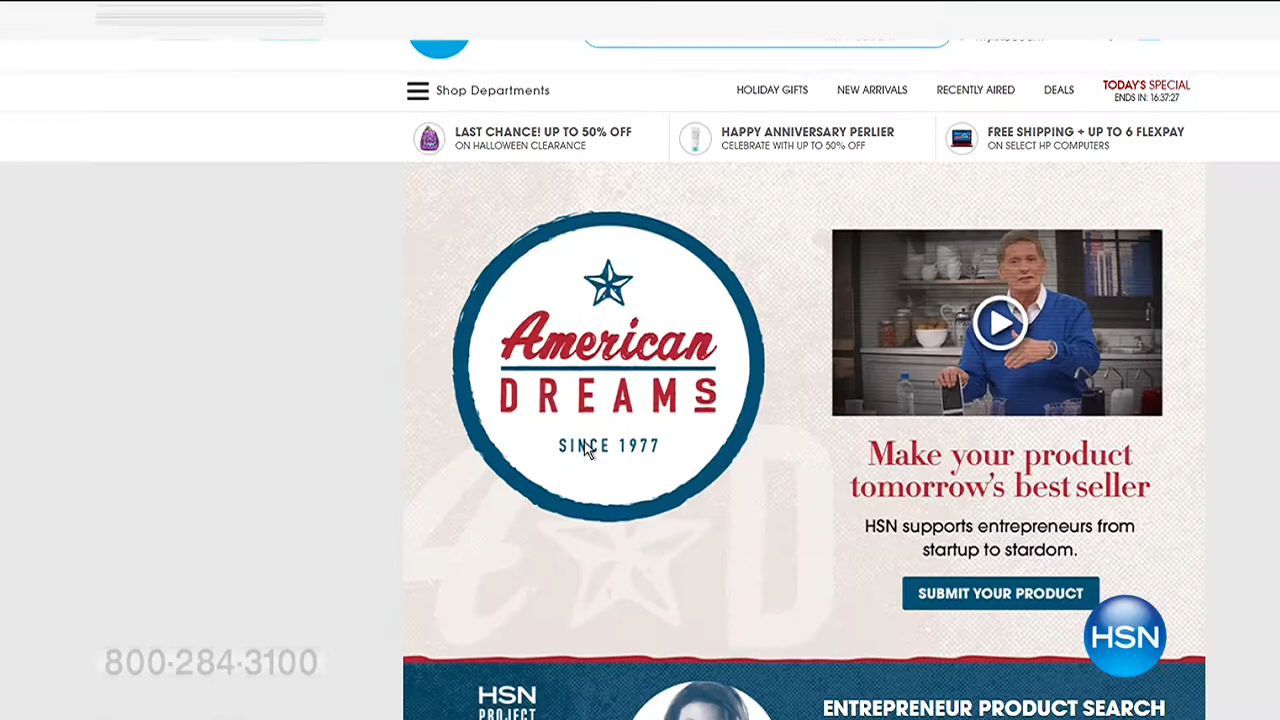 Shop Departments
HOLIDAY GIFTS
NEW ARRIVALS
RECENTLY AIRED
DEALS
TODAY'S SPECIAL
ENDS IN: 16:37:27
LAST CHANCE! UP TO 50% OFF
ON HALLOWEEN CLEARANCE
HAPPY ANNIVERSARY PERLIER
CELEBRATE WITH UP TO 50% OFF
FREE SHIPPING + UP TO 6 FLEXPAY
ON SELECT HP COMPUTERS
American
DREAMS
SINCE 1977
Make your product
tomorrow's best seller
HSN supports entrepreneurs from
startup to stardom.
SUBMIT YOUR PRODUCT
HSN
800·284·3100
HSN
PROJECT
ENTREPRENEUR PRODUCT SEARCH